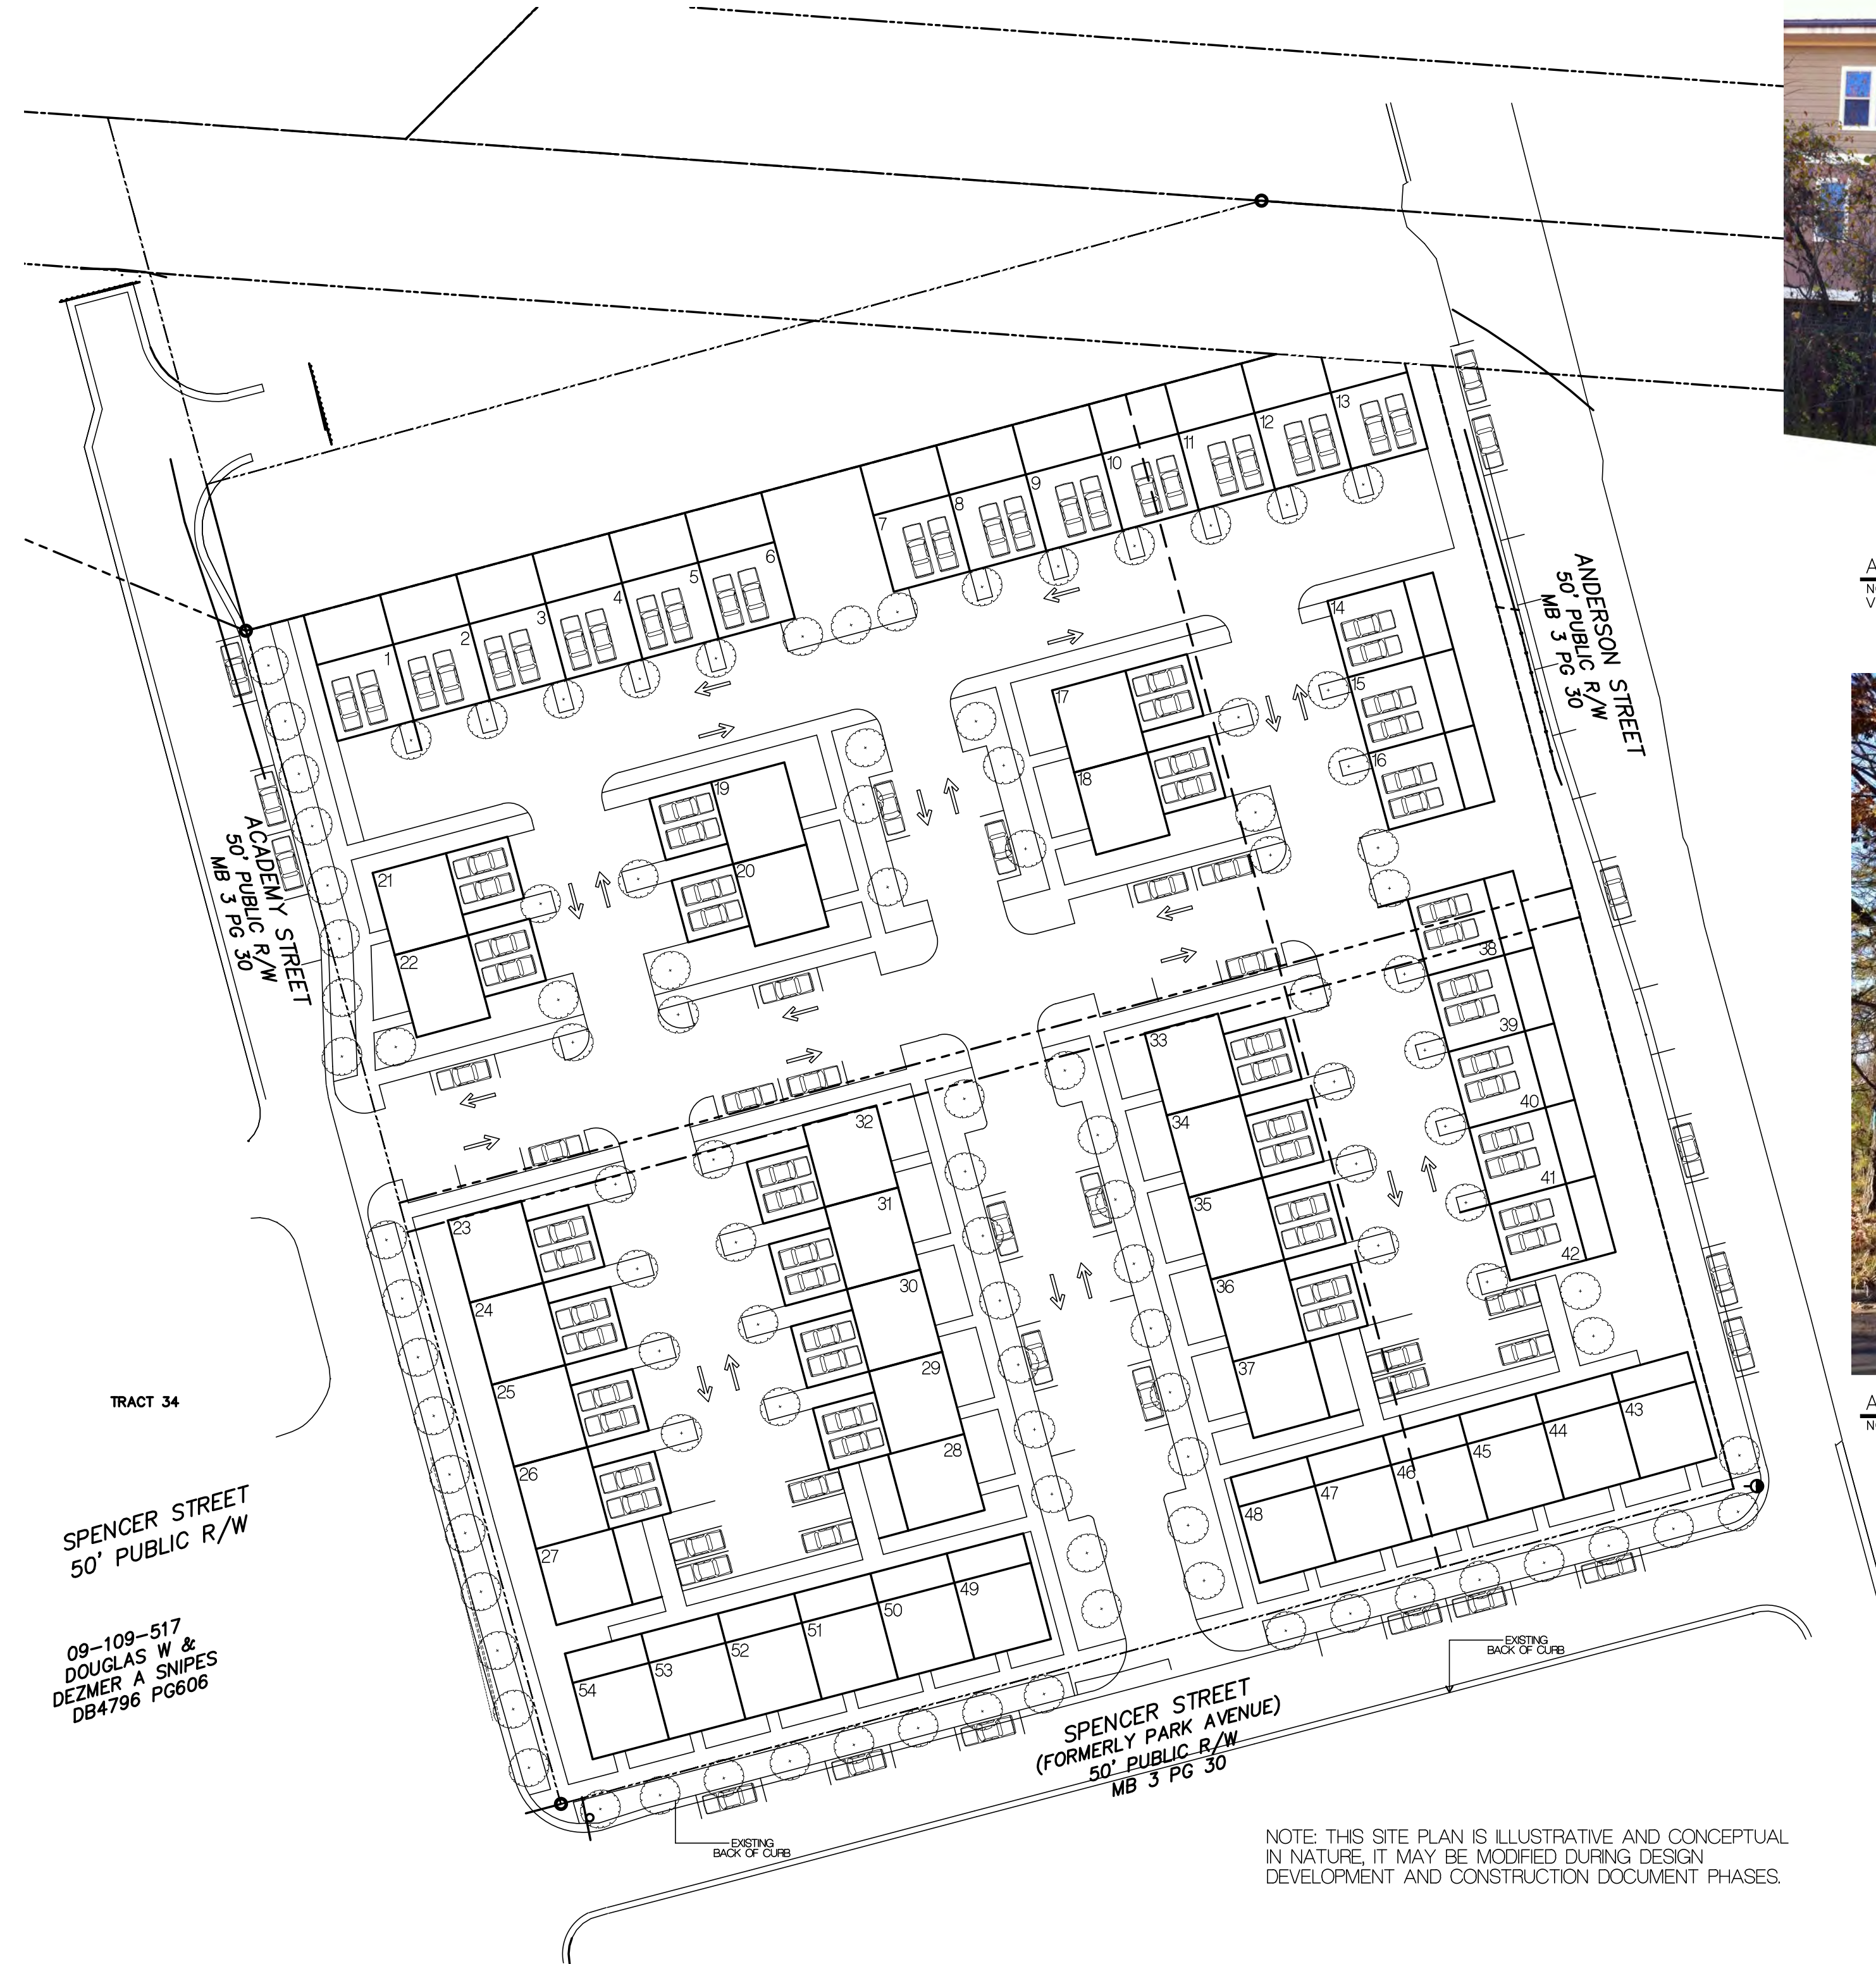 13
12
11
10
9
8
7
6
5
4
3
2
1
A
N
V
ANDERSON STREET
50' PUBLIC R/W
MB 3 PG 30
14
15
16
17
18
19
20
21
22
ACADEMY STREET
50' PUBLIC R/W
MB 3 PG 30
38
39
40
41
42
33
34
35
36
37
32
31
30
29
28
23
24
25
26
27
43
44
45
46
47
48
49
50
51
52
53
54
A
N
TRACT 34
SPENCER STREET
50' PUBLIC R/W
09-109-517
DOUGLAS W &
DEZMER A SNIPES
DB4796 PG606
EXISTING
BACK OF CURB
SPENCER STREET
(FORMERLY PARK AVENUE)
50' PUBLIC R/W
MB 3 PG 30
EXISTING
BACK OF CURB
NOTE: THIS SITE PLAN IS ILLUSTRATIVE AND CONCEPTUAL
IN NATURE, IT MAY BE MODIFIED DURING DESIGN
DEVELOPMENT AND CONSTRUCTION DOCUMENT PHASES.